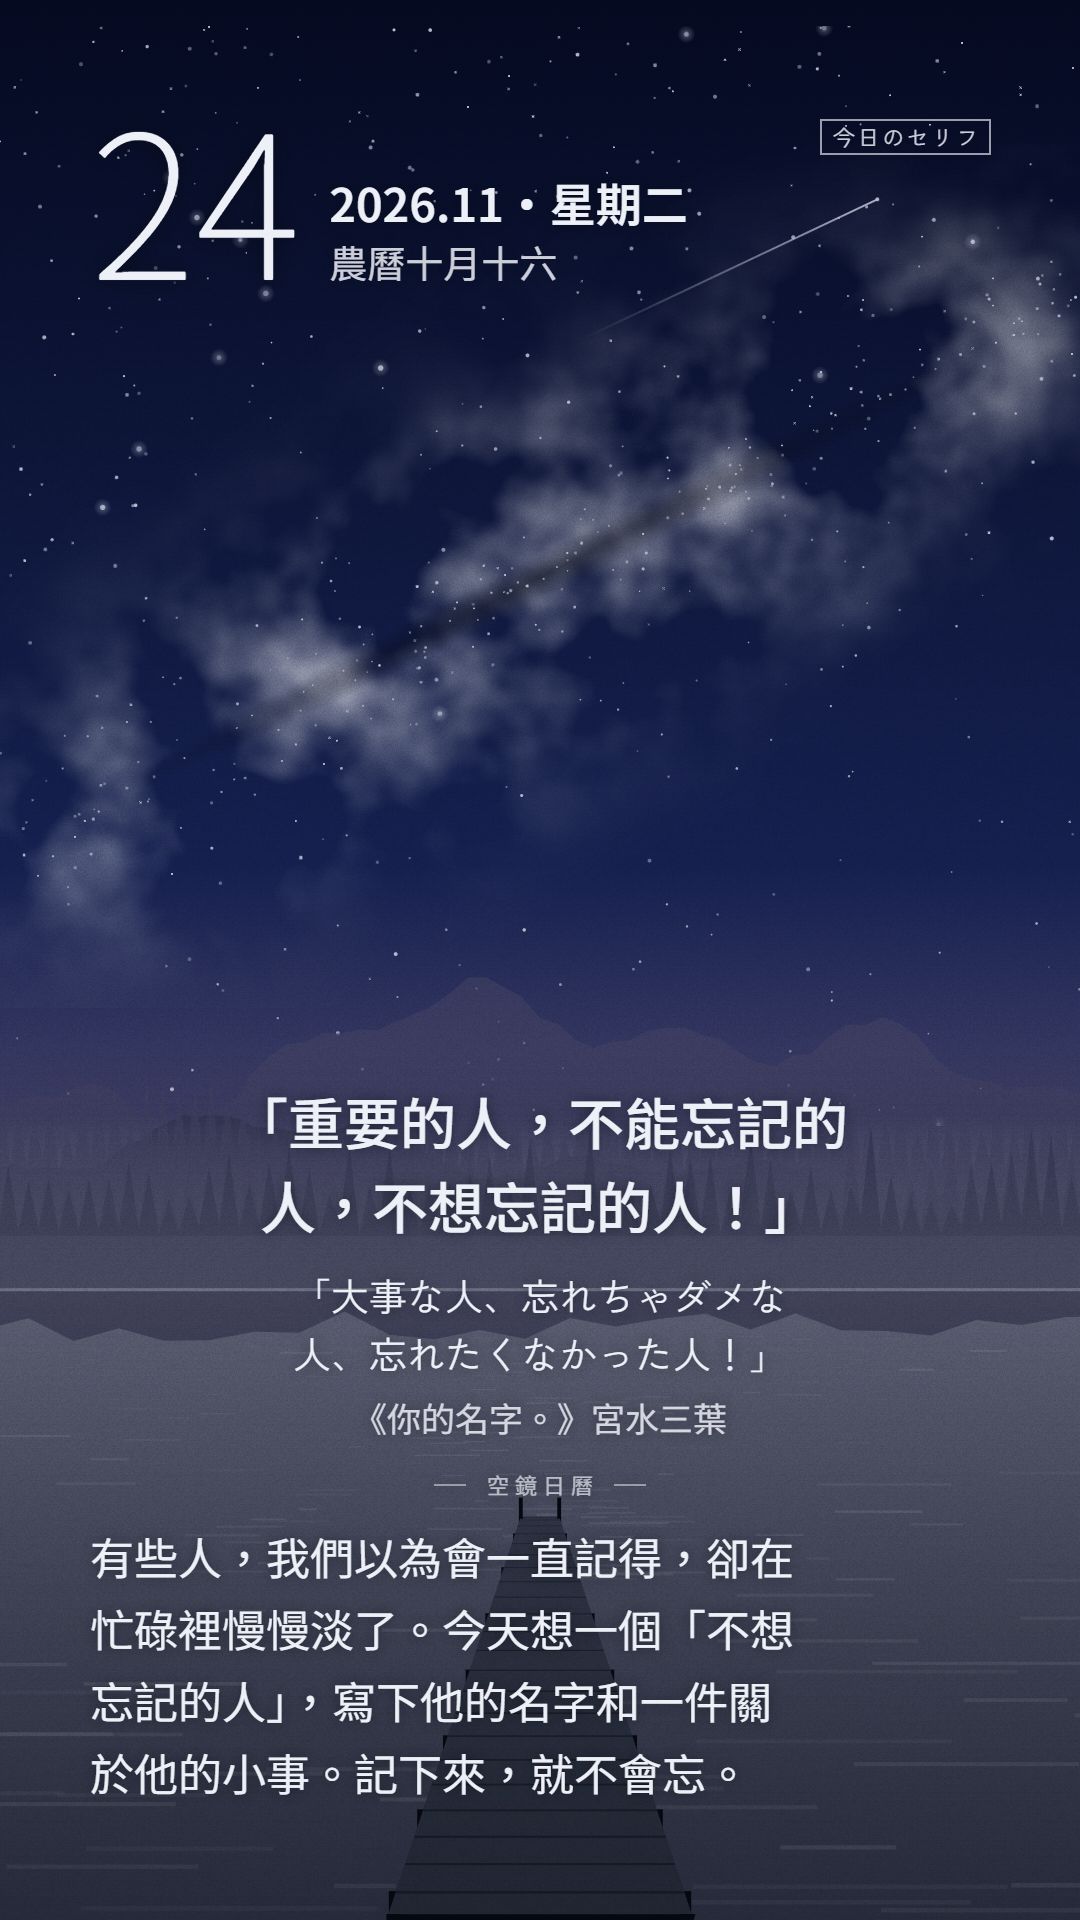 今日のセリフ
24
2026.11・星期二
農曆十月十六
「重要的人，不能忘記的
人，不想忘記的人！」
「大事な人、忘れちゃダメな
人、忘れたくなかった人！」
《你的名字。》宮水三葉
— 空鏡日曆 —
有些人，我們以為會一直記得，卻在
忙碌裡慢慢淡了。今天想一個「不想
忘記的人」，寫下他的名字和一件關
於他的小事。記下來，就不會忘。